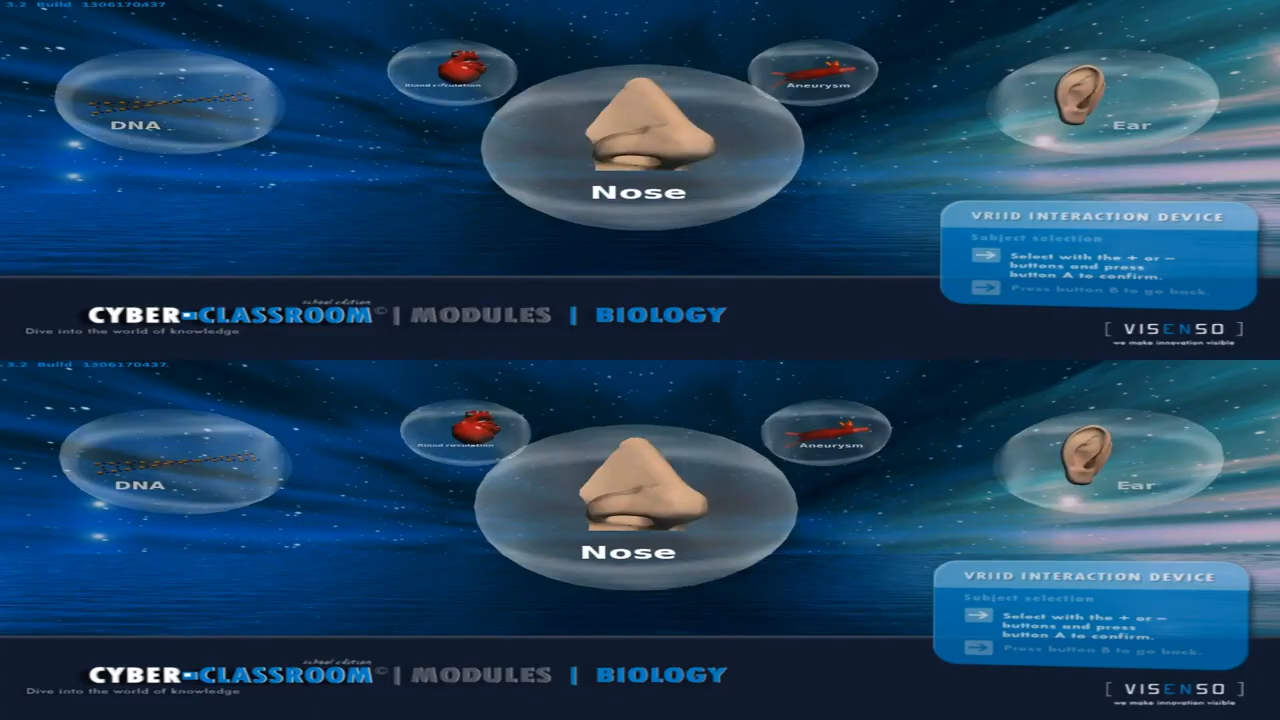 3.2 Build 1306170437
Blood circulation
Aneurysm
DNA
Ear
Nose
VRIID INTERACTION DEVICE
Subject selection
Select with the + or -
buttons and press
button A to confirm.
Press button B to go back.
school edition
CYBER-CLASSROOM© | MODULES | BIOLOGY
Dive into the world of knowledge
[ VISENSO ]
we make innovation visible
3.2 Build 1306170437
Blood circulation
Aneurysm
DNA
Ear
Nose
VRIID INTERACTION DEVICE
Subject selection
Select with the + or -
buttons and press
button A to confirm.
Press button B to go back.
school edition
CYBER-CLASSROOM© | MODULES | BIOLOGY
Dive into the world of knowledge
[ VISENSO ]
we make innovation visible